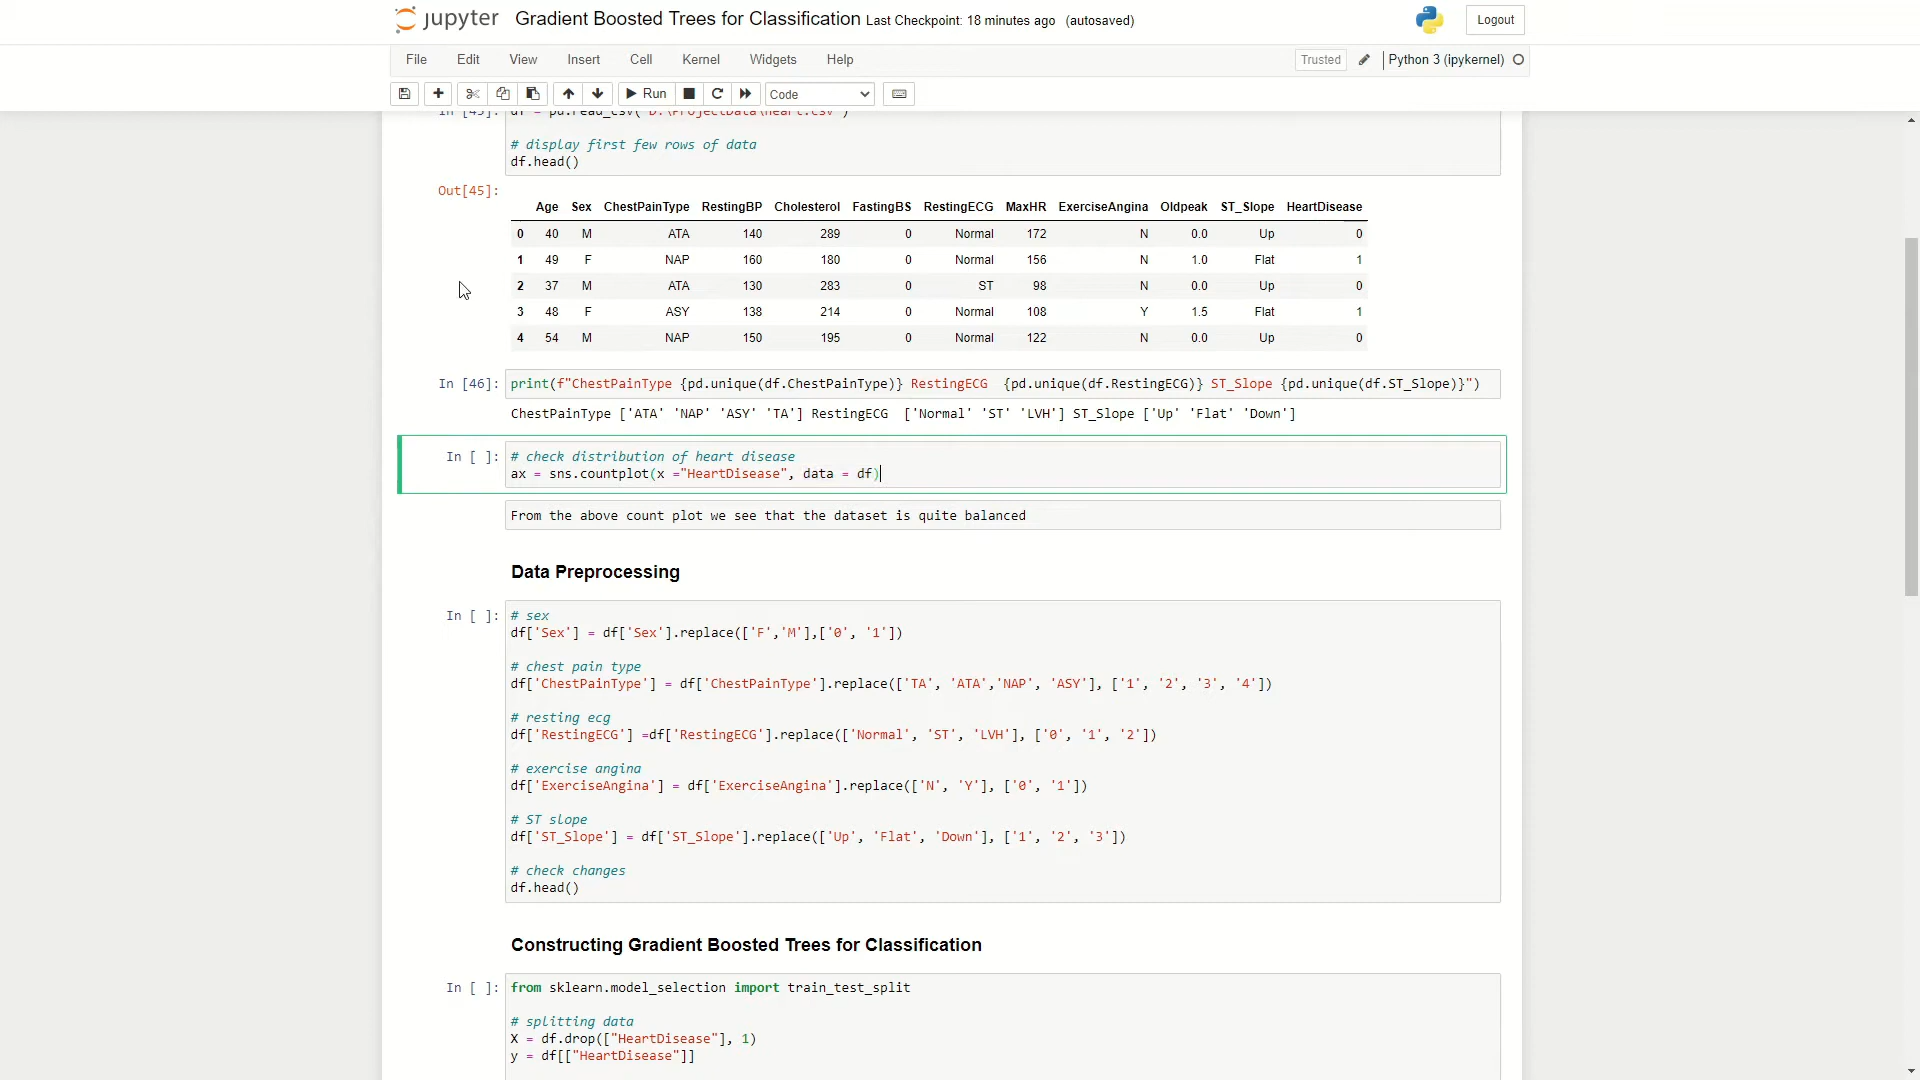 jupyter Gradient Boosted Trees for Classification Last Checkpoint: 18 minutes ago (autosaved) Logout
File Edit View Insert Cell Kernel Widgets Help Trusted Python 3 (ipykernel)
Run Code
In [45]: df = pd.read_csv("D:\ProjectData\heart.csv")
# display first few rows of data
df.head()
Out[45]:
Age Sex ChestPainType RestingBP Cholesterol FastingBS RestingECG MaxHR ExerciseAngina Oldpeak ST_Slope HeartDisease
0 40 M ATA 140 289 0 Normal 172 N 0.0 Up 0
1 49 F NAP 160 180 0 Normal 156 N 1.0 Flat 1
2 37 M ATA 130 283 0 ST 98 N 0.0 Up 0
3 48 F ASY 138 214 0 Normal 108 Y 1.5 Flat 1
4 54 M NAP 150 195 0 Normal 122 N 0.0 Up 0
In [46]: print(f"ChestPainType {pd.unique(df.ChestPainType)} RestingECG  {pd.unique(df.RestingECG)} ST_Slope {pd.unique(df.ST_Slope)}")
ChestPainType ['ATA' 'NAP' 'ASY' 'TA'] RestingECG  ['Normal' 'ST' 'LVH'] ST_Slope ['Up' 'Flat' 'Down']
In [ ]: # check distribution of heart disease
ax = sns.countplot(x ="HeartDisease", data = df)
From the above count plot we see that the dataset is quite balanced
Data Preprocessing
In [ ]: # sex
df['Sex'] = df['Sex'].replace(['F','M'],['0', '1'])
# chest pain type
df['ChestPainType'] = df['ChestPainType'].replace(['TA', 'ATA','NAP', 'ASY'], ['1', '2', '3', '4'])
# resting ecg
df['RestingECG'] =df['RestingECG'].replace(['Normal', 'ST', 'LVH'], ['0', '1', '2'])
# exercise angina
df['ExerciseAngina'] = df['ExerciseAngina'].replace(['N', 'Y'], ['0', '1'])
# ST slope
df['ST_Slope'] = df['ST_Slope'].replace(['Up', 'Flat', 'Down'], ['1', '2', '3'])
# check changes
df.head()
Constructing Gradient Boosted Trees for Classification
In [ ]: from sklearn.model_selection import train_test_split
# splitting data
X = df.drop(["HeartDisease"], 1)
y = df[["HeartDisease"]]